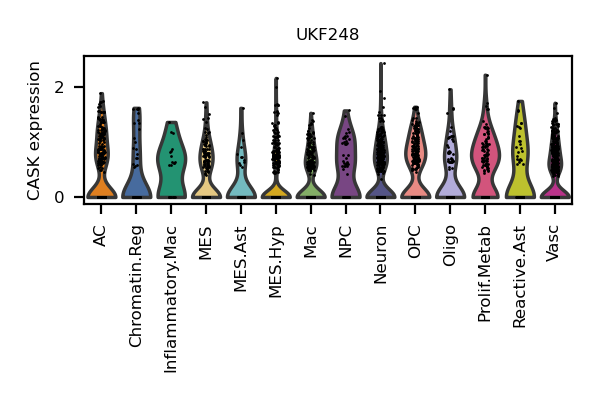 UKF248
CASK expression
2
0
AC
Chromatin.Reg
Inflammatory.Mac
MES
MES.Ast
MES.Hyp
Mac
NPC
Neuron
OPC
Oligo
Prolif.Metab
Reactive.Ast
Vasc